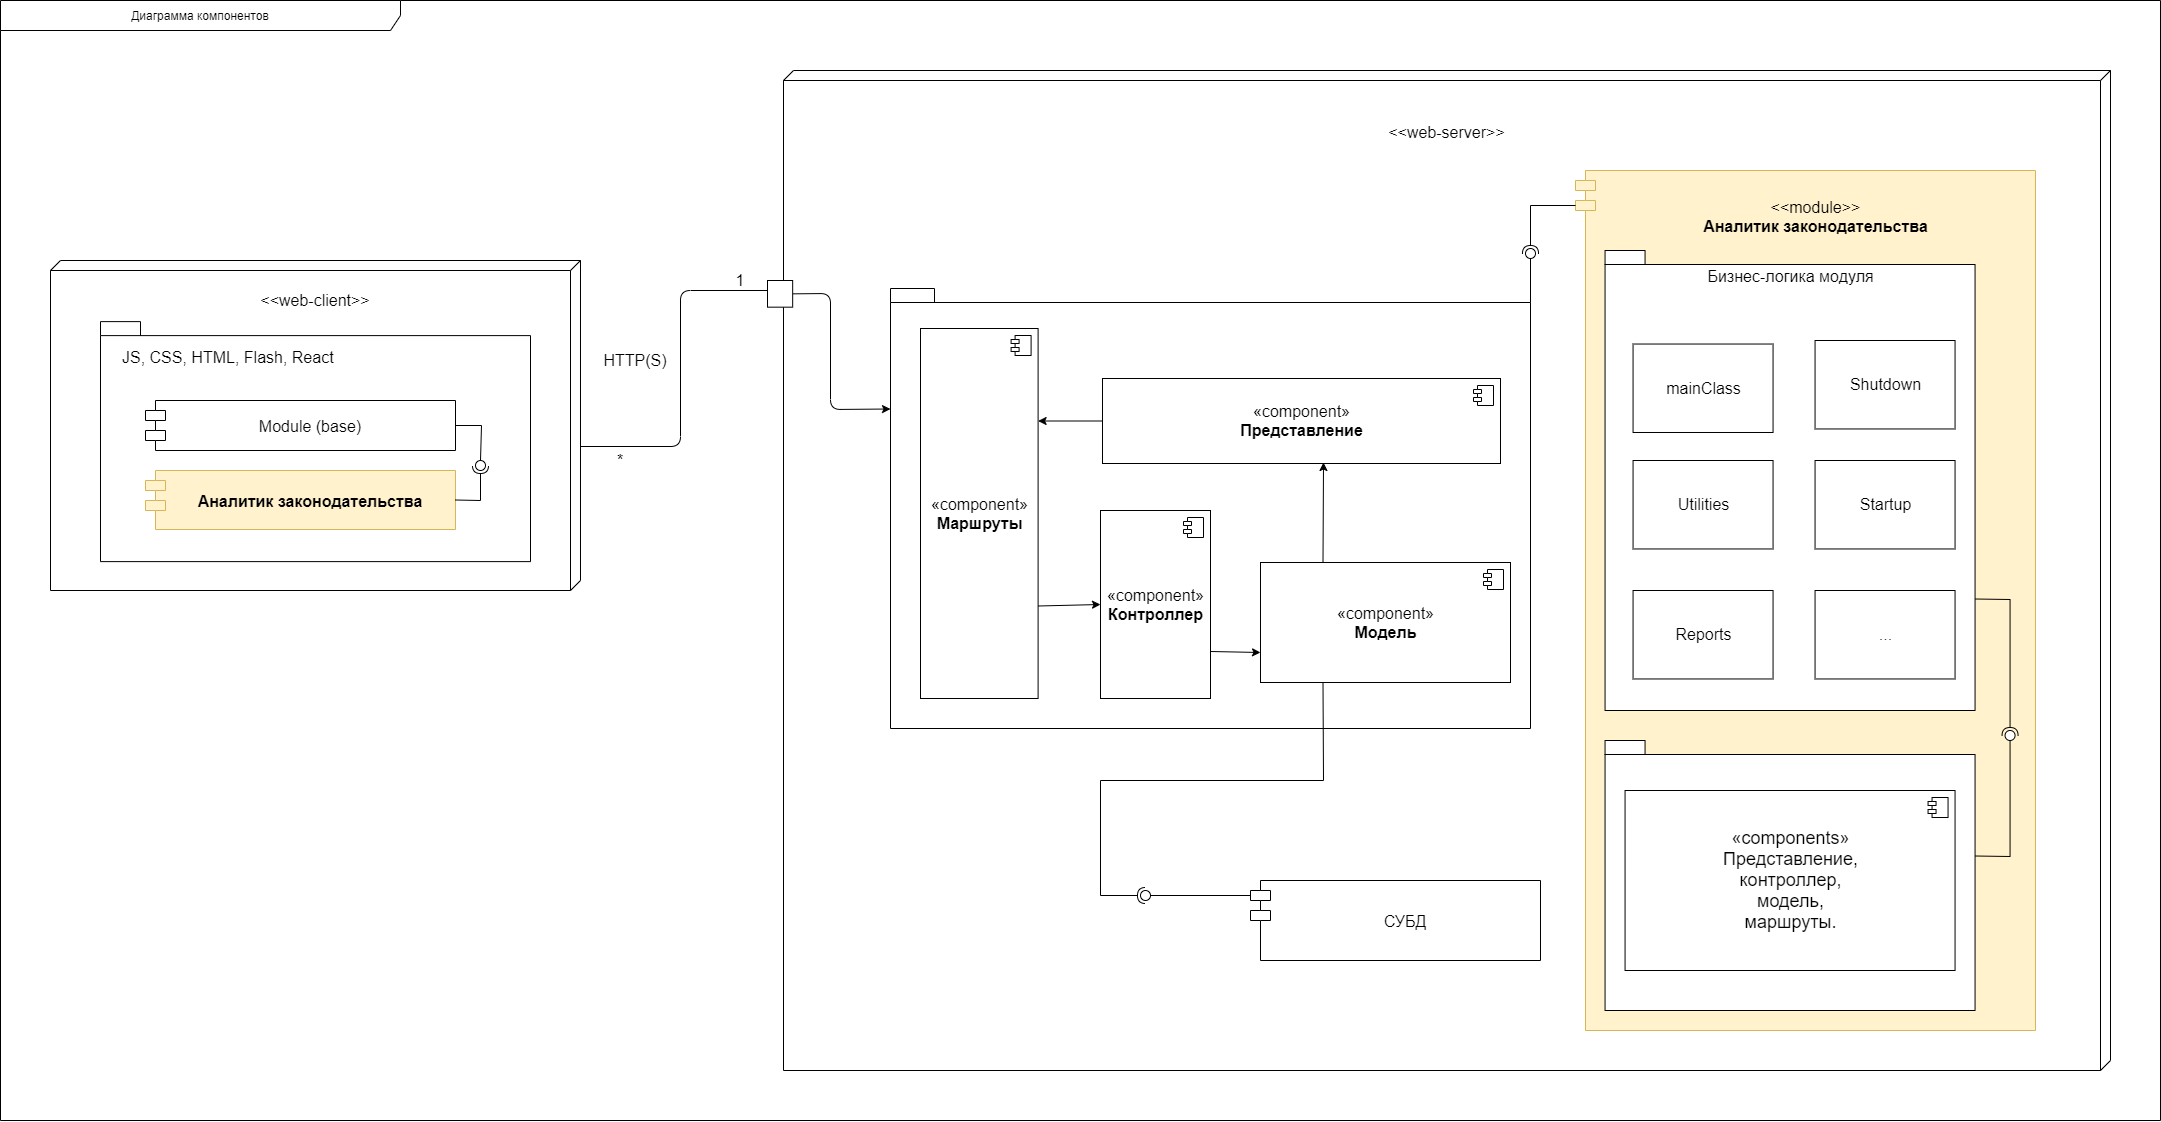 Диаграмма компонентов
<<web-client>>
JS, CSS, HTML, Flash, React
Module (base)
Аналитик законодательства
HTTP(S)
1
*
<<web-server>>
«component»
Маршруты
«component»
Представление
«component»
Контроллер
«component»
Модель
СУБД
<<module>>
Аналитик законодательства
Бизнес-логика модуля
mainClass
Shutdown
Utilities
Startup
Reports
...
«components»
Представление,
контроллер,
модель,
маршруты.